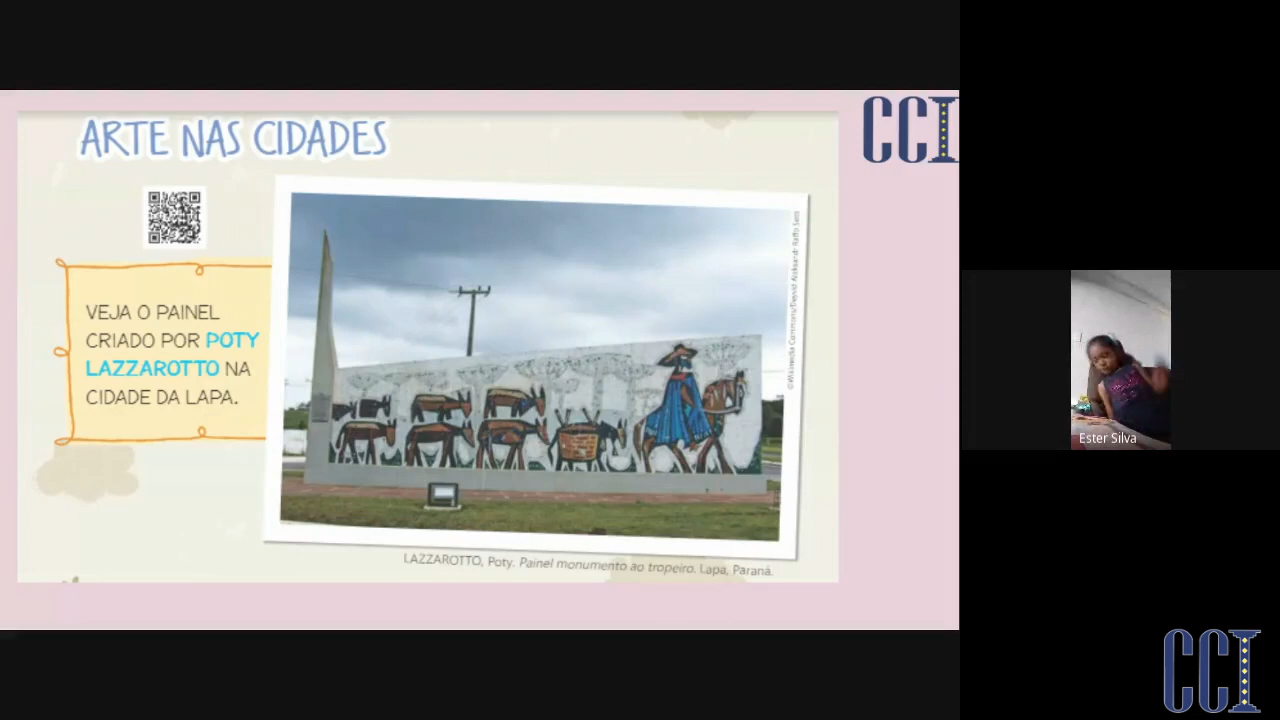 ARTE NAS CIDADES
CCI
VEJA O PAINEL
CRIADO POR POTY
LAZZAROTTO NA
CIDADE DA LAPA.
LAZZAROTTO, Poty. Painel monumento ao tropeiro. Lapa, Paraná.
Ester Silva
CCI